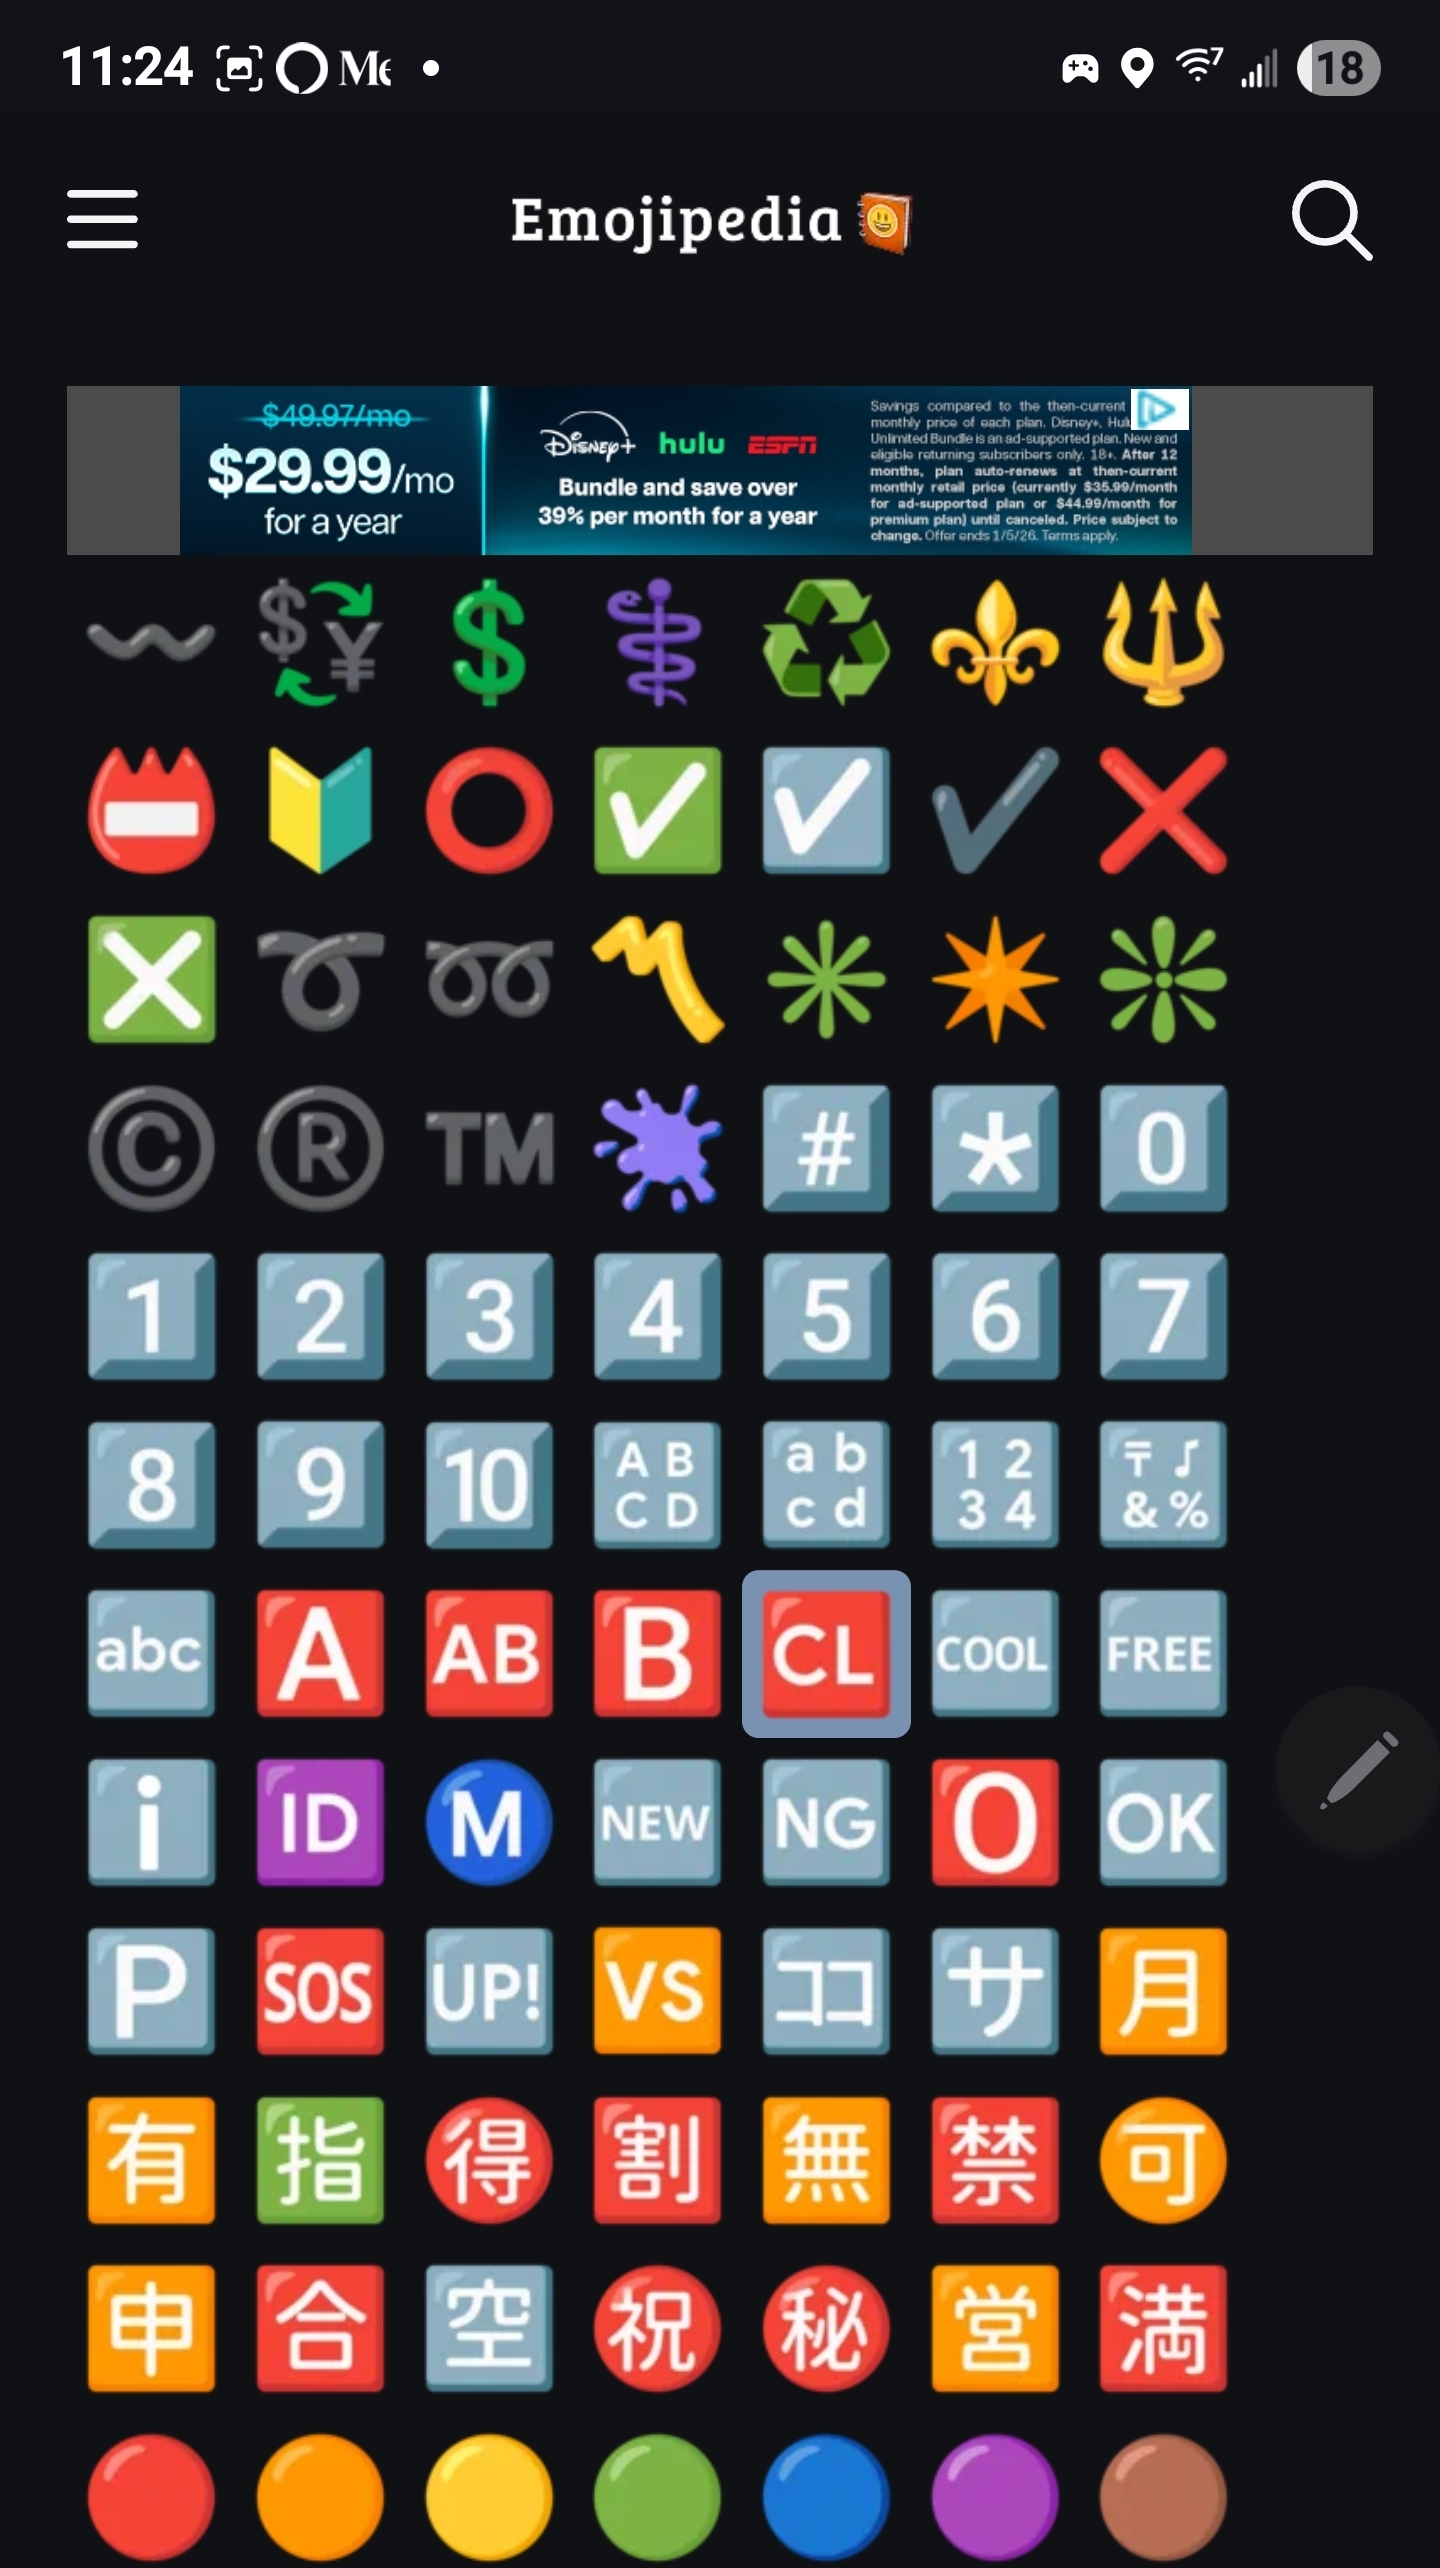 11:24 Me 7 18
Emojipedia
$49.97/mo
$29.99/mo
for a year
Disney+ hulu ESPN
Bundle and save over
39% per month for a year
Savings compared to the then-current
monthly price of each plan. Disney+, Hulu
Unlimited Bundle is an ad-supported plan. New and
eligible returning subscribers only. 18+. After 12
months, plan auto-renews at then-current
monthly retail price (currently $35.99/month
for ad-supported plan or $44.99/month for
premium plan) until canceled. Price subject to
change. Offer ends 1/5/26. Terms apply.
$ ¥ $
© ® TM # * 0
1 2 3 4 5 6 7
8 9 10 A B a b 1 2 〒 ♪
C D c d 3 4 & %
abc A AB B CL COOL FREE
i ID M NEW NG O OK
P SOS UP! VS ココ サ 月
有 指 得 割 無 禁 可
申 合 空 祝 秘 営 満